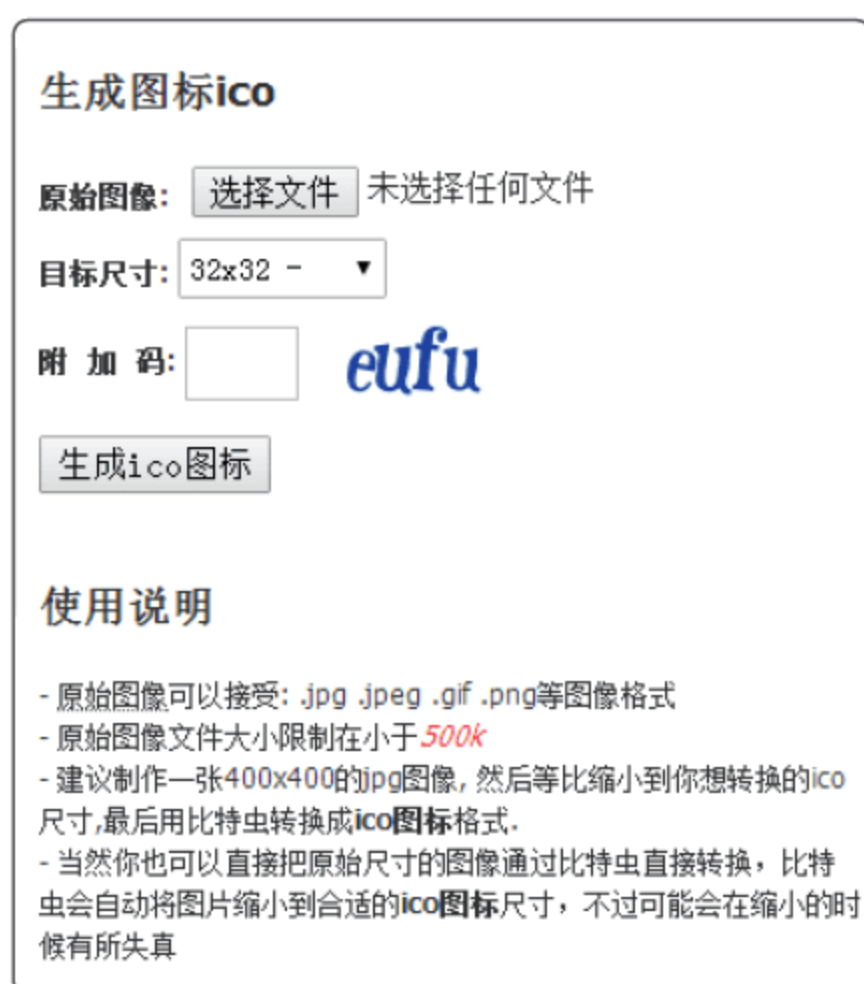 生成图标ico
原始图像: 选择文件 未选择任何文件
目标尺寸: 32x32 -
附 加 码: eufu
生成ico图标
使用说明
- 原始图像可以接受: .jpg .jpeg .gif .png等图像格式
- 原始图像文件大小限制在小于500k
- 建议制作一张400x400的jpg图像, 然后等比缩小到你想转换的ico
尺寸,最后用比特虫转换成ico图标格式.
- 当然你也可以直接把原始尺寸的图像通过比特虫直接转换，比特
虫会自动将图片缩小到合适的ico图标尺寸，不过可能会在缩小的时
候有所失真